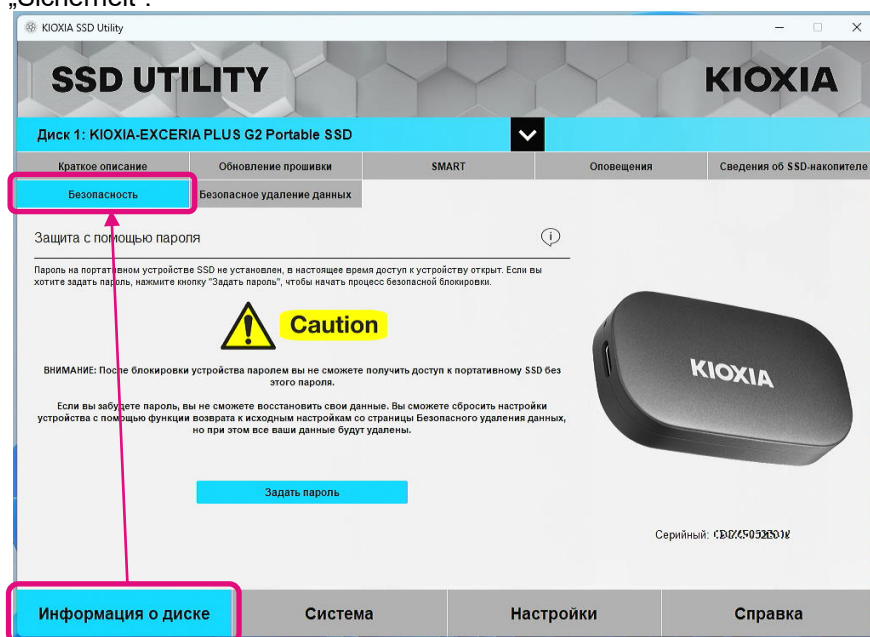 „Sicherheit“.
KIOXIA SSD Utility
SSD UTILITY
KIOXIA
Диск 1: KIOXIA-EXCERIA PLUS G2 Portable SSD
Краткое описание Обновление прошивки SMART Оповещения Сведения об SSD-накопителе
Безопасность Безопасное удаление данных
Защита с помощью пароля
Пароль на портативном устройстве SSD не установлен, в настоящее время доступ к устройству открыт. Если вы
хотите задать пароль, нажмите кнопку "Задать пароль", чтобы начать процесс безопасной блокировки.
Caution
ВНИМАНИЕ: После блокировки устройства паролем вы не сможете получить доступ к портативному SSD без
этого пароля.
Если вы забудете пароль, вы не сможете восстановить свои данные. Вы сможете сбросить настройки
устройства с помощью функции возврата к исходным настройкам со страницы Безопасного удаления данных,
но при этом все ваши данные будут удалены.
KIOXIA
Задать пароль
Серийный:
Информация о диске Система Настройки Справка